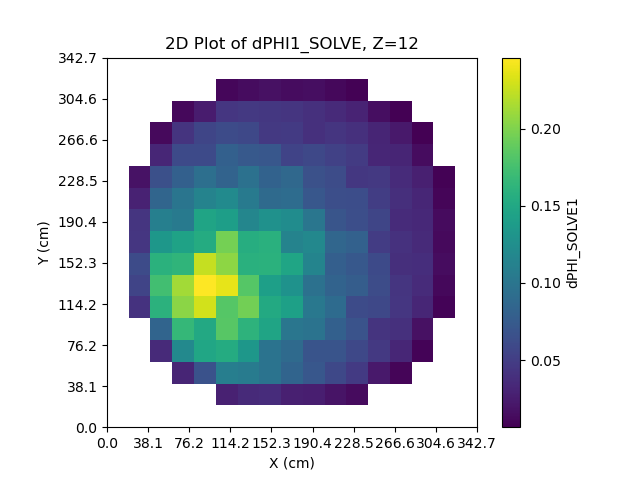 2D Plot of dPHI1_SOLVE, Z=12
342.7
304.6
266.6
228.5
190.4
152.3
114.2
76.2
38.1
0.0
Y (cm)
0.0 38.1 76.2 114.2 152.3 190.4 228.5 266.6 304.6 342.7
X (cm)
0.20
0.15
0.10
0.05
dPHI_SOLVE1